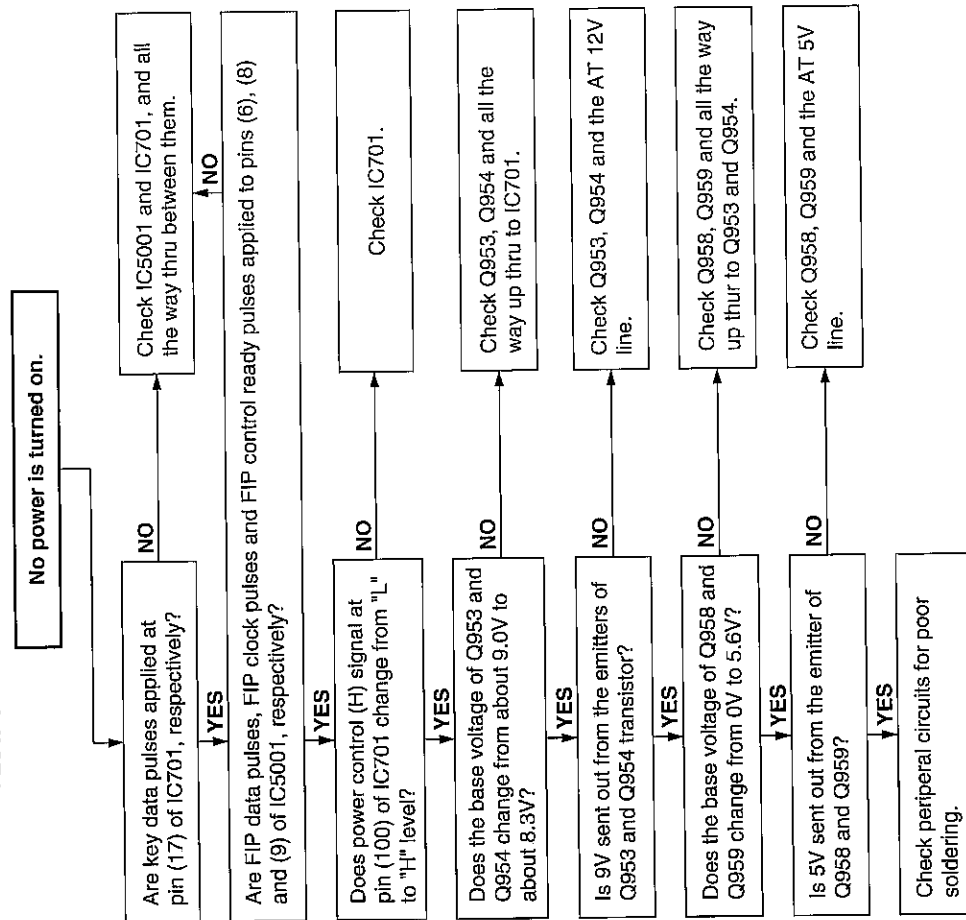 No power is turned on.
Are key data pulses applied at
pin (17) of IC701, respectively?
NO
Check IC5001 and IC701, and all
the way thru between them.
YES
NO
Are FIP data pulses, FIP clock pulses and FIP control ready pulses applied to pins (6), (8)
and (9) of IC5001, respectively?
YES
Does power control (H) signal at
pin (100) of IC701 change from "L"
to "H" level?
NO
Check IC701.
YES
Does the base voltage of Q953 and
Q954 change from about 9.0V to
about 8.3V?
NO
Check Q953, Q954 and all the
way up thru to IC701.
YES
Is 9V sent out from the emitters of
Q953 and Q954 transistor?
NO
Check Q953, Q954 and the AT 12V
line.
YES
Does the base voltage of Q958 and
Q959 change from 0V to 5.6V?
NO
Check Q958, Q959 and all the way
up thur to Q953 and Q954.
YES
Is 5V sent out from the emitter of
Q958 and Q959?
NO
Check Q958, Q959 and the AT 5V
line.
YES
Check periperal circuits for poor
soldering.